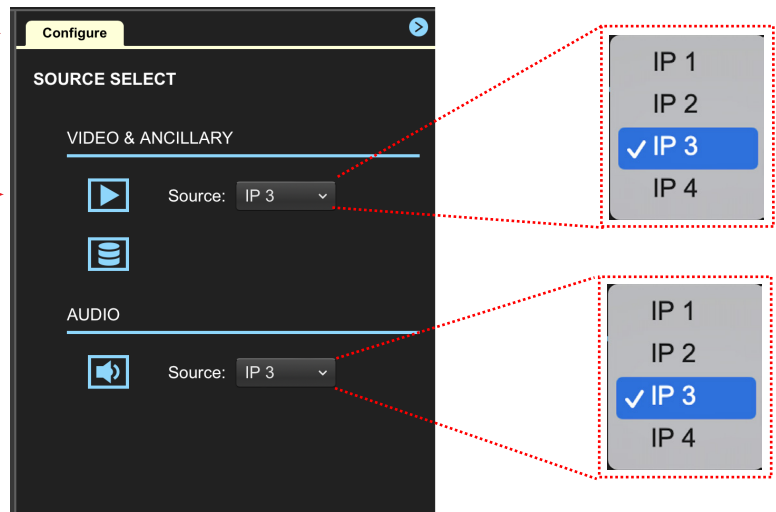 Configure
SOURCE SELECT
VIDEO & ANCILLARY
Source: IP 3
AUDIO
Source: IP 3
IP 1
IP 2
IP 3
IP 4
IP 1
IP 2
IP 3
IP 4